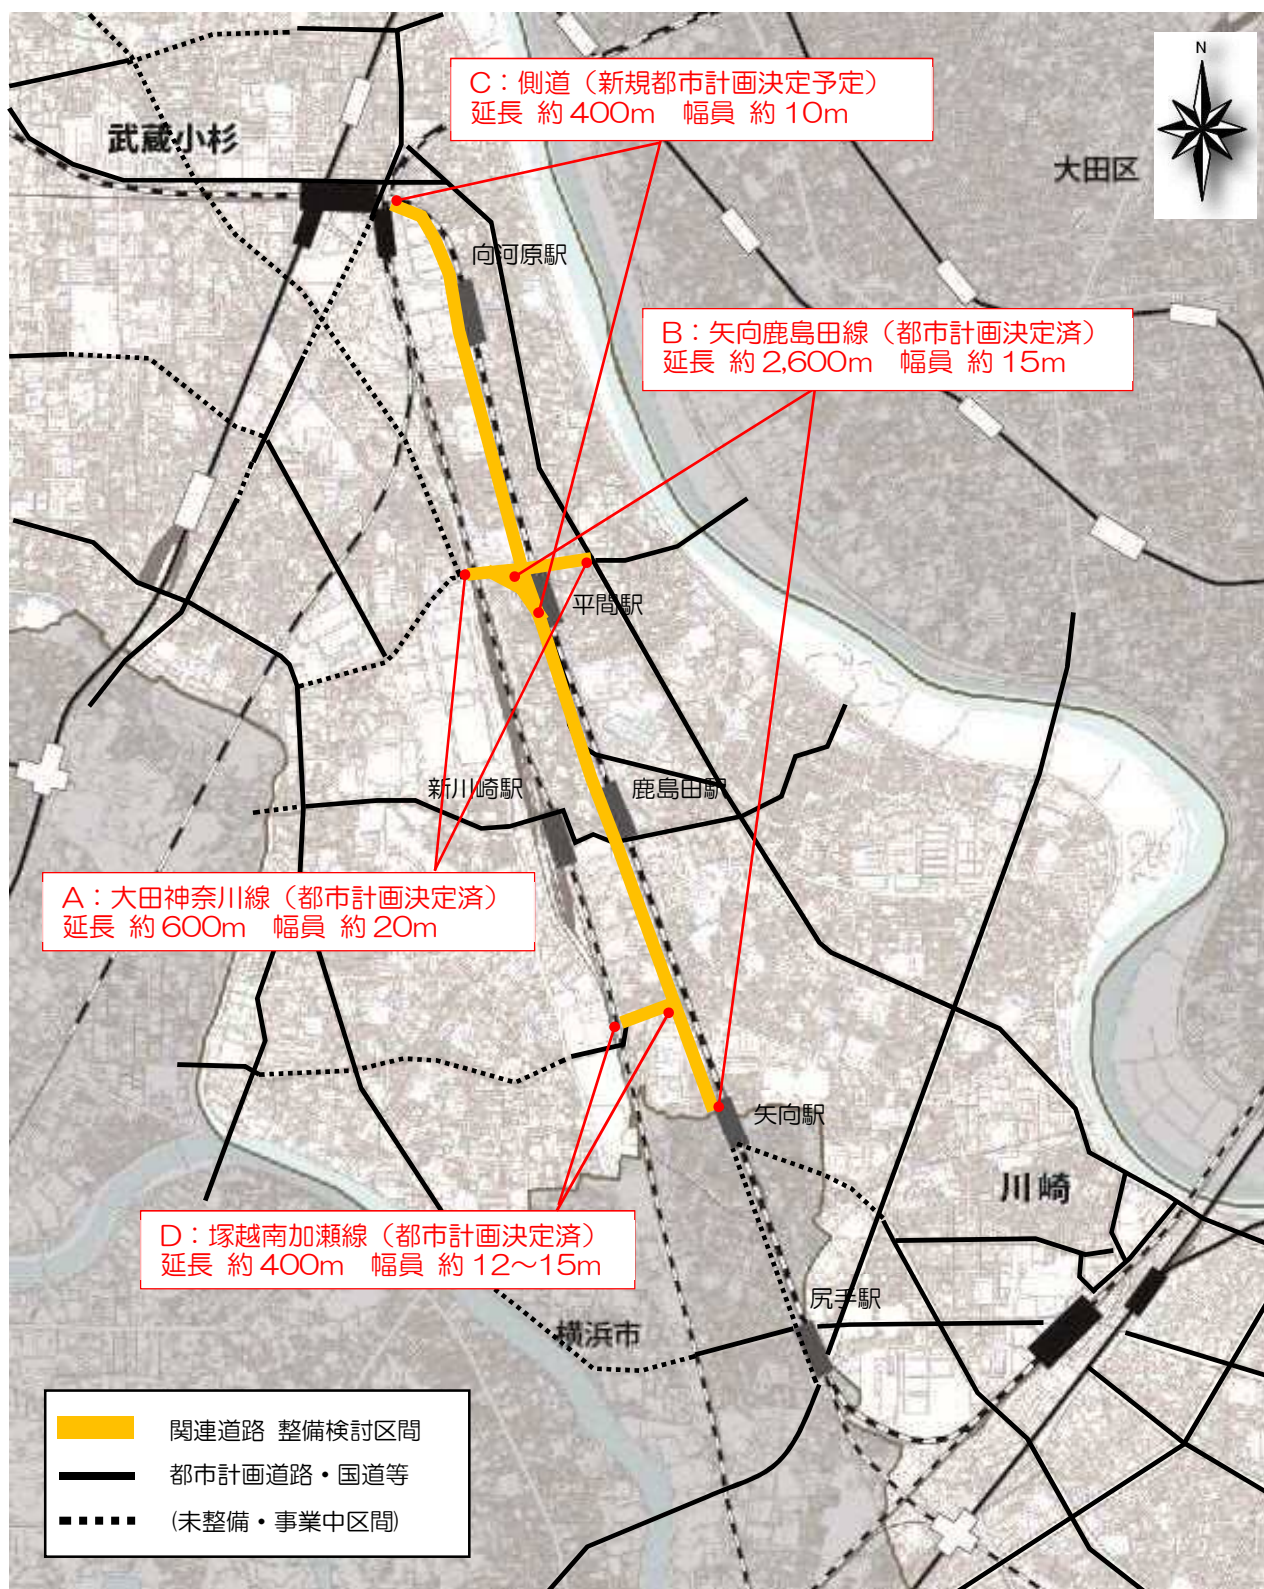 N
C：側道（新規都市計画決定予定）
延長 約400m　幅員 約10m
武蔵小杉
大田区
向河原駅
B：矢向鹿島田線（都市計画決定済）
延長 約2,600m　幅員 約15m
平間駅
新川崎駅
鹿島田駅
A：大田神奈川線（都市計画決定済）
延長 約600m　幅員 約20m
矢向駅
川崎
D：塚越南加瀬線（都市計画決定済）
延長 約400m　幅員 約12～15m
尻手駅
横浜市
関連道路 整備検討区間
都市計画道路・国道等
(未整備・事業中区間)